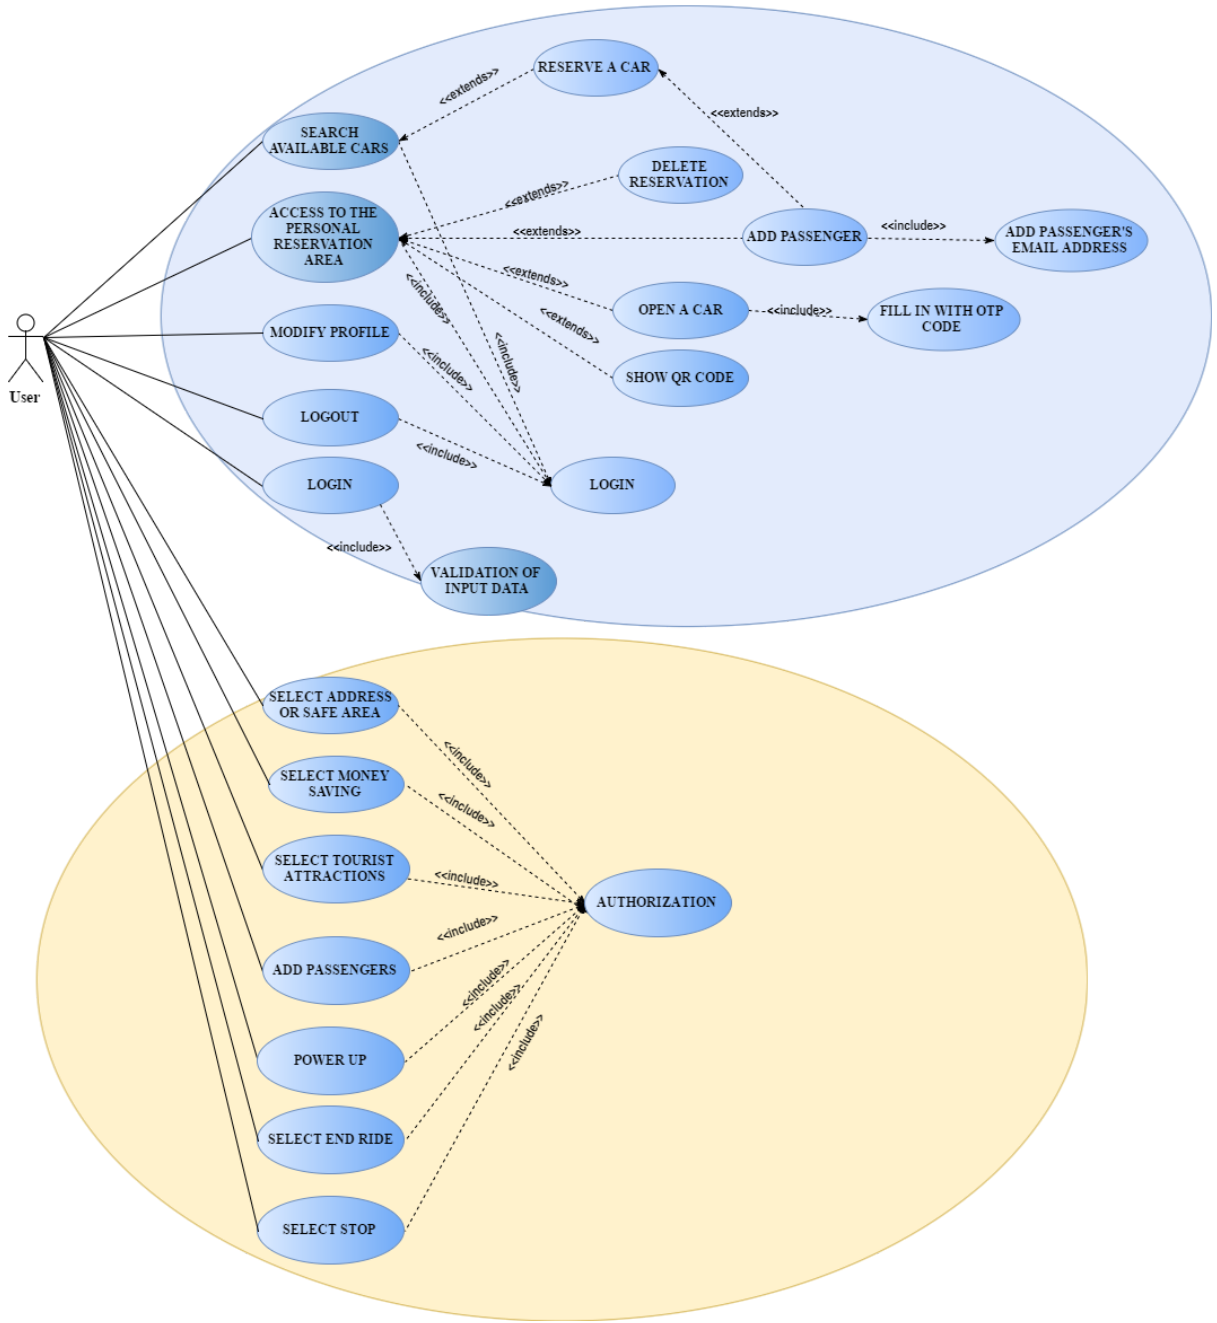 RESERVE A CAR
<<extends>>
<<extends>>
SEARCH
AVAILABLE CARS
DELETE
RESERVATION
<<extends>>
ACCESS TO THE
PERSONAL
RESERVATION
AREA
<<extends>>
ADD PASSENGER
<<include>>
ADD PASSENGER'S
EMAIL ADDRESS
<<extends>>
<<include>>
OPEN A CAR
<<include>>
FILL IN WITH OTP
CODE
<<extends>>
MODIFY PROFILE
<<include>>
<<include>>
SHOW QR CODE
User
LOGOUT
<<include>>
LOGIN
LOGIN
<<include>>
VALIDATION OF
INPUT DATA
SELECT ADDRESS
OR SAFE AREA
<<include>>
SELECT MONEY
SAVING
<<include>>
SELECT TOURIST
ATTRACTIONS
<<include>>
AUTHORIZATION
<<include>>
ADD PASSENGERS
<<include>>
<<include>>
<<include>>
POWER UP
SELECT END RIDE
SELECT STOP